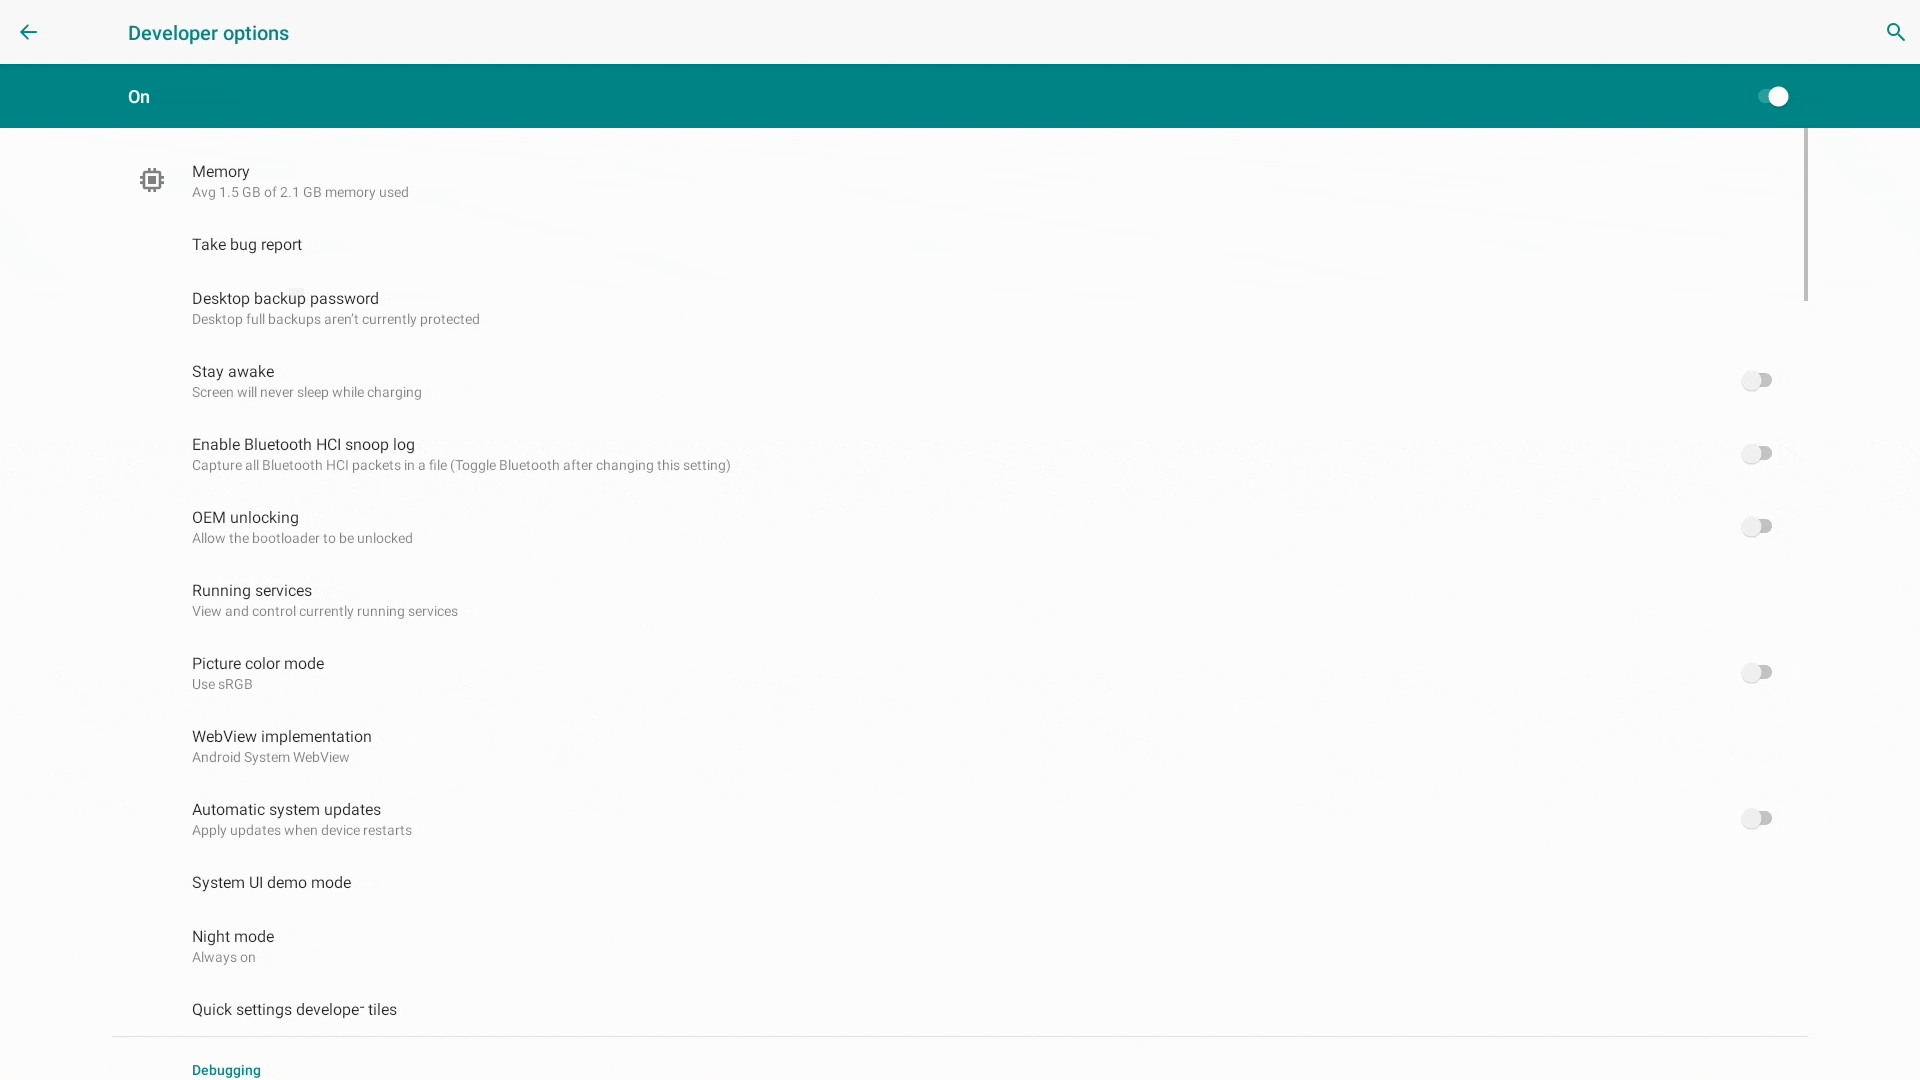 Developer options
On
Memory
Avg 1.5 GB of 2.1 GB memory used
Take bug report
Desktop backup password
Desktop full backups aren't currently protected
Stay awake
Screen will never sleep while charging
Enable Bluetooth HCI snoop log
Capture all Bluetooth HCI packets in a file (Toggle Bluetooth after changing this setting)
OEM unlocking
Allow the bootloader to be unlocked
Running services
View and control currently running services
Picture color mode
Use sRGB
WebView implementation
Android System WebView
Automatic system updates
Apply updates when device restarts
System UI demo mode
Night mode
Always on
Quick settings developer tiles
Debugging